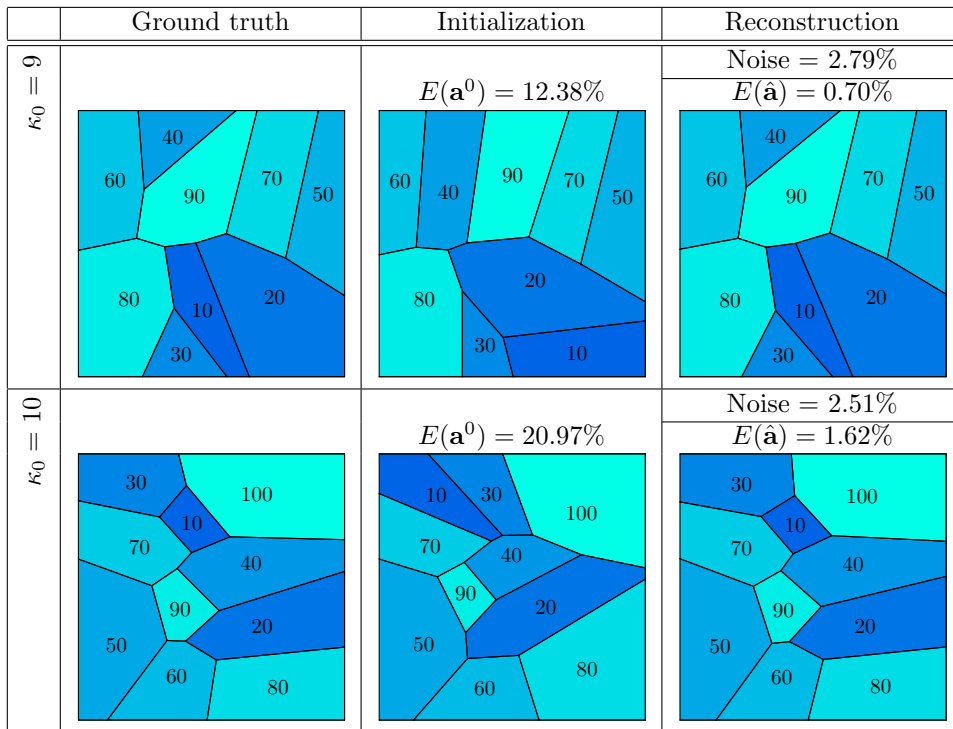 Ground truth Initialization Reconstruction
κ₀ = 9
Noise = 2.79%
E(𝐚⁰) = 12.38% E(𝐚̂) = 0.70%
40 60 90 70 50 80 10 20 30
60 40 90 70 50 80 20 30 10
40 60 90 70 50 80 10 20 30
κ₀ = 10
Noise = 2.51%
E(𝐚⁰) = 20.97% E(𝐚̂) = 1.62%
30 100 10 70 40 90 20 50 60 80
10 30 100 70 40 90 20 50 60 80
30 100 10 70 40 90 20 50 60 80